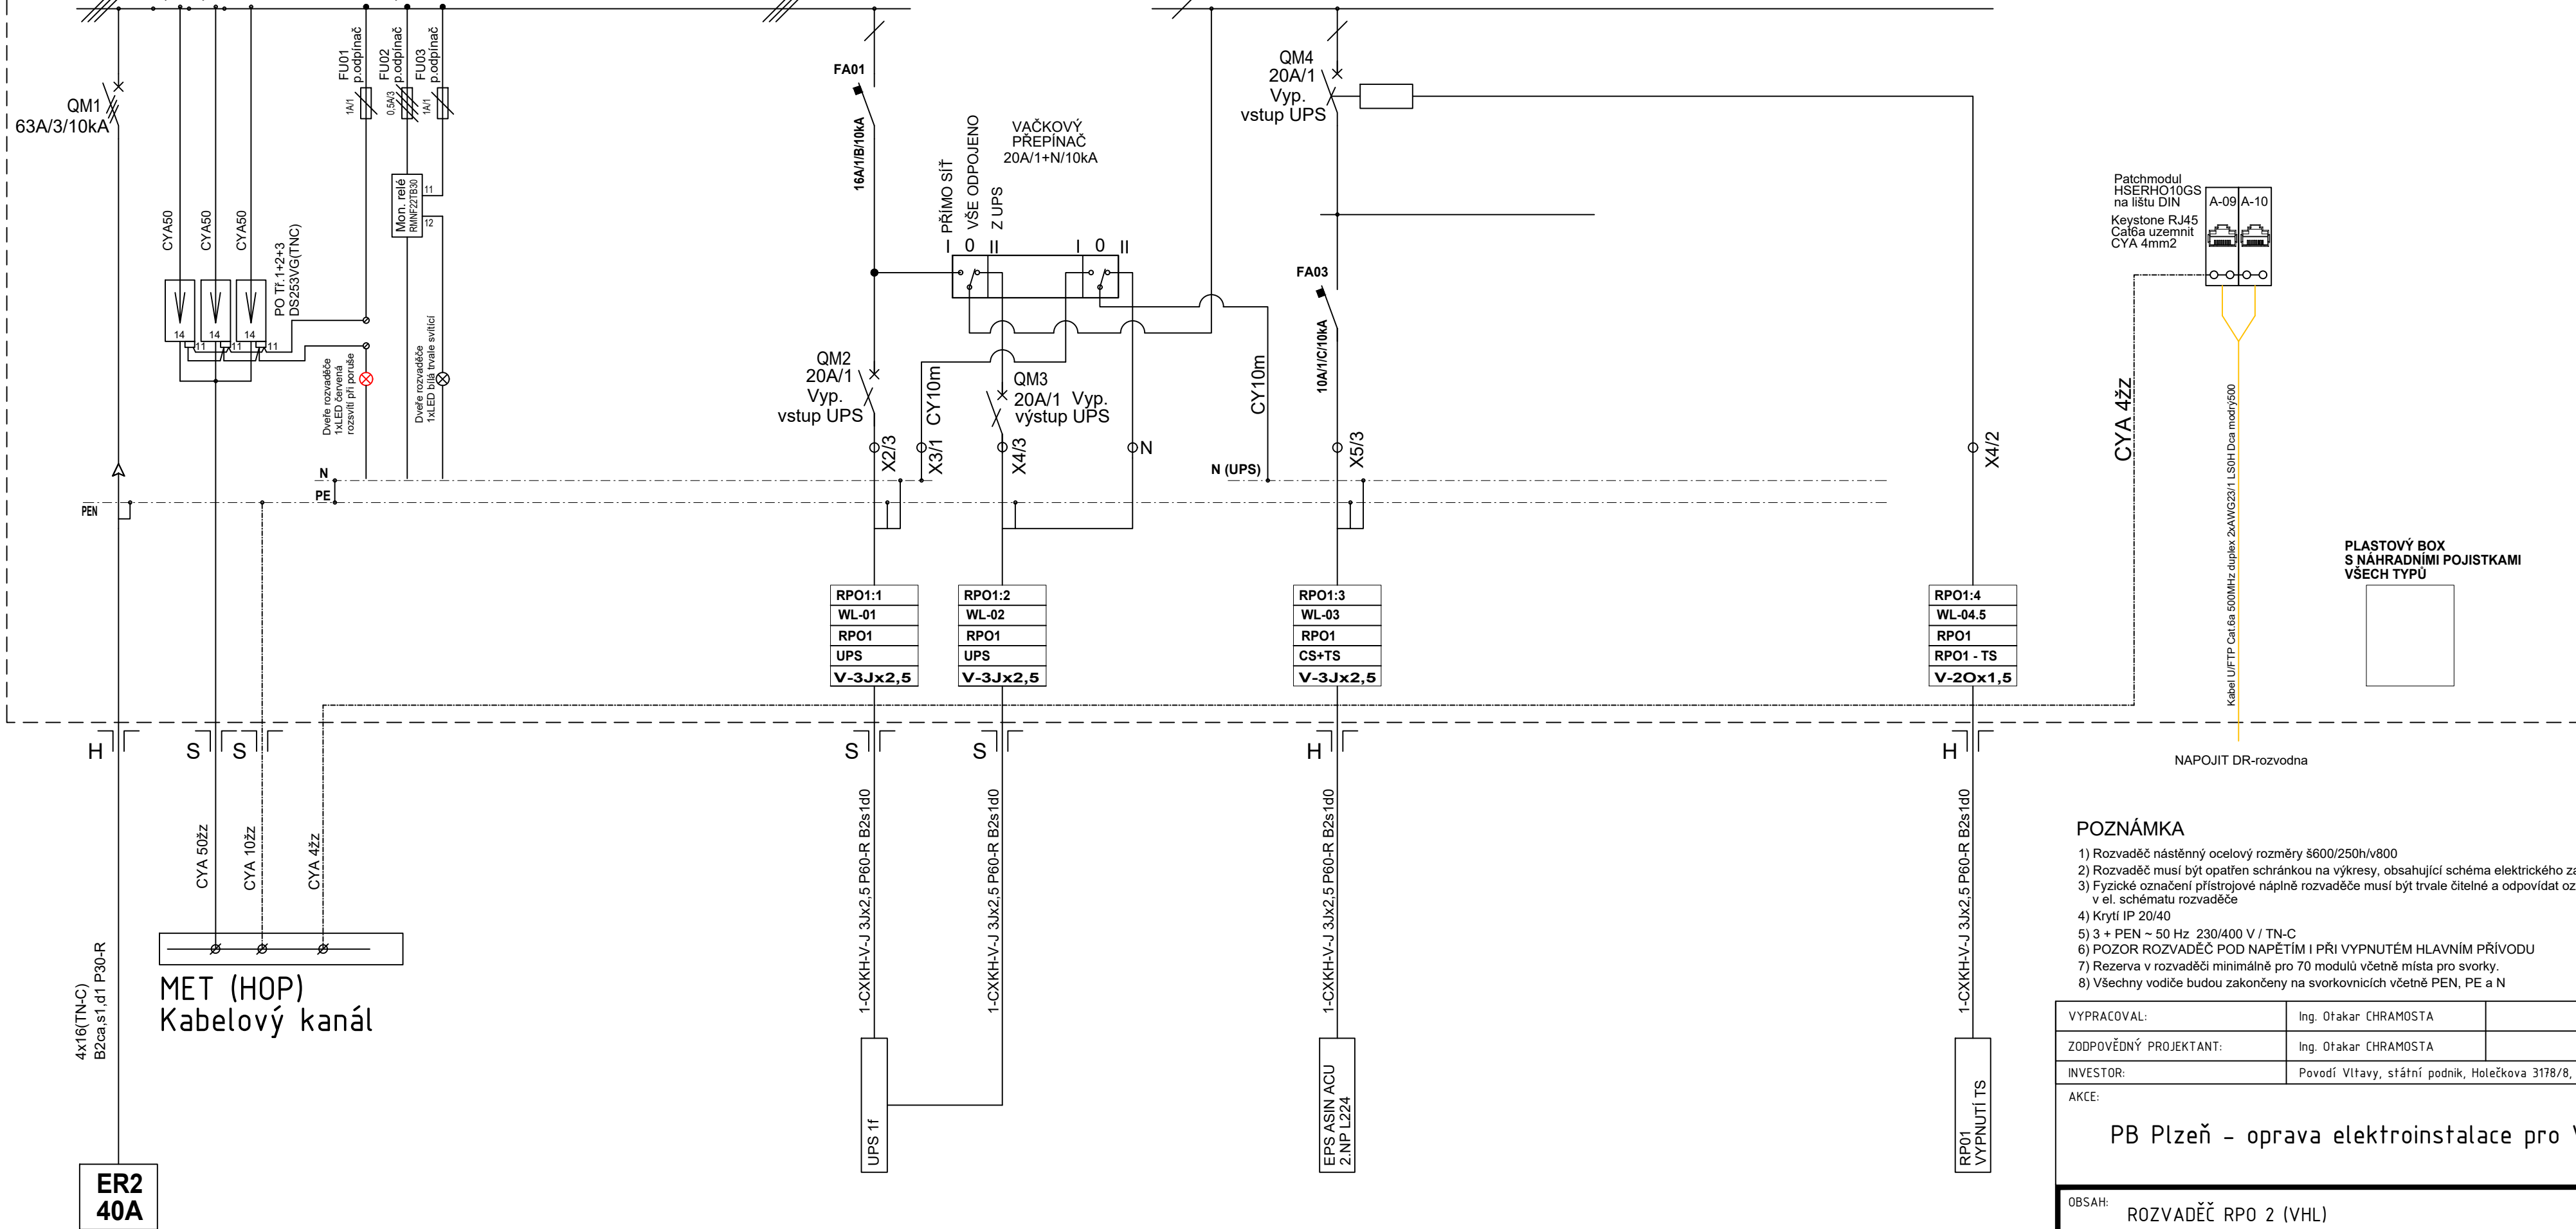 QM1
63A/3/10kA
CYA50
CYA50
CYA50
14
14
14
11
11
11
PO Tř.1+2+3
DS253VG(TNC)
FU01
p.odpínač
1A/1
FU02
p.odpínač
0,5A/3
FU03
p.odpínač
1A/1
Mon. relé
RMNF22TB30
11
12
Dveře rozvaděče
1xLED červená
rozsvítí při poruše
Dveře rozvaděče
1xLED bílá trvale svítící
N
PE
PEN
FA01
16A/1/B/10kA
VAČKOVÝ
PŘEPÍNAČ
20A/1+N/10kA
PŘÍMO SÍŤ
VŠE ODPOJENO
Z UPS
I 0 II
I 0 II
QM2
20A/1
Vyp.
vstup UPS
CY10m
QM3
20A/1 Vyp.
výstup UPS
X2/3
X3/1
X4/3
N
QM4
20A/1
Vyp.
vstup UPS
FA03
10A/1/C/10kA
CY10m
N (UPS)
X5/3
X4/2
Patchmodul
HSERHO10GS
na lištu DIN
Keystone RJ45
Cat6a uzemnit
CYA 4mm2
A-09
A-10
CYA 4žz
Kabel U/FTP Cat.6a 500MHz duplex 2xAWG23/1 LS0H Dca modrý500
PLASTOVÝ BOX
S NÁHRADNÍMI POJISTKAMI
VŠECH TYPŮ
RPO1:1
WL-01
RPO1
UPS
V-3Jx2,5
RPO1:2
WL-02
RPO1
UPS
V-3Jx2,5
RPO1:3
WL-03
RPO1
CS+TS
V-3Jx2,5
RPO1:4
WL-04.5
RPO1
RPO1 - TS
V-2Ox1,5
H
S
S
S
S
H
H
NAPOJIT DR-rozvodna
CYA 50žz
CYA 10žz
CYA 4žz
MET (HOP)
Kabelový kanál
4x16(TN-C)
B2ca,s1,d1 P30-R
ER2
40A
1-CXKH-V-J 3Jx2,5 P60-R B2s1d0
1-CXKH-V-J 3Jx2,5 P60-R B2s1d0
1-CXKH-V-J 3Jx2,5 P60-R B2s1d0
1-CXKH-V-J 3Jx2,5 P60-R B2s1d0
UPS 1f
EPS ASIN ACU
2.NP L224
RP01
VYPNUTÍ TS
POZNÁMKA
1) Rozvaděč nástěnný ocelový rozměry š600/250h/v800
2) Rozvaděč musí být opatřen schránkou na výkresy, obsahující schéma elektrického za
3) Fyzické označení přístrojové náplně rozvaděče musí být trvale čitelné a odpovídat oz
v el. schématu rozvaděče
4) Krytí IP 20/40
5) 3 + PEN ~ 50 Hz 230/400 V / TN-C
6) POZOR ROZVADĚČ POD NAPĚTÍM I PŘI VYPNUTÉM HLAVNÍM PŘÍVODU
7) Rezerva v rozvaděči minimálně pro 70 modulů včetně místa pro svorky.
8) Všechny vodiče budou zakončeny na svorkovnicích včetně PEN, PE a N
VYPRACOVAL: Ing. Otakar CHRAMOSTA
ZODPOVĚDNÝ PROJEKTANT: Ing. Otakar CHRAMOSTA
INVESTOR: Povodí Vltavy, státní podnik, Holečkova 3178/8,
AKCE:
PB Plzeň - oprava elektroinstalace pro V
OBSAH:
ROZVADĚČ RPO 2 (VHL)